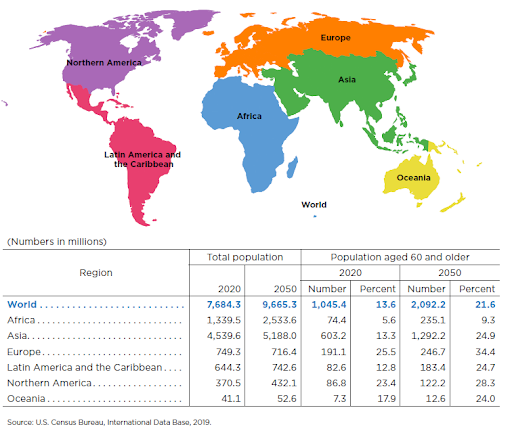 Europe
Northern America
Asia
Africa
Latin America and
the Caribbean
Oceania
World
(Numbers in millions)
Region Total population Population aged 60 and older
2020 2050
2020 2050 Number Percent Number Percent
World 7,684.3 9,665.3 1,045.4 13.6 2,092.2 21.6
Africa 1,339.5 2,533.6 74.4 5.6 235.1 9.3
Asia 4,539.6 5,188.0 603.2 13.3 1,292.2 24.9
Europe 749.3 716.4 191.1 25.5 246.7 34.4
Latin America and the Caribbean 644.3 742.6 82.6 12.8 183.4 24.7
Northern America 370.5 432.1 86.8 23.4 122.2 28.3
Oceania 41.1 52.6 7.3 17.9 12.6 24.0
Source: U.S. Census Bureau, International Data Base, 2019.